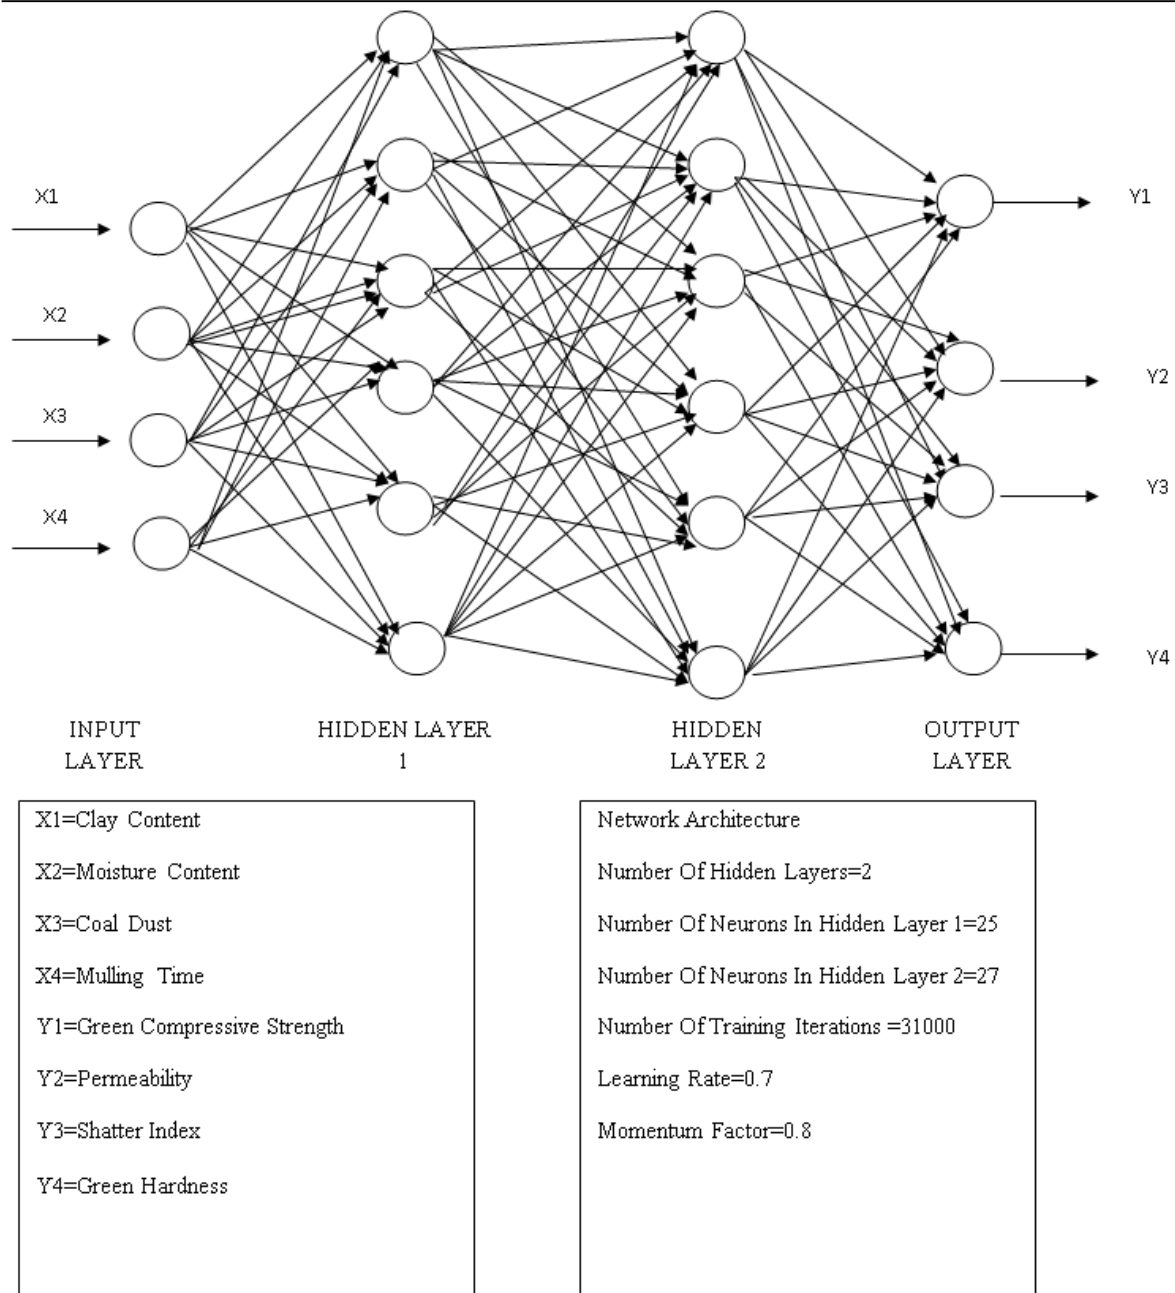 X1
X2
X3
X4
Y1
Y2
Y3
Y4
INPUT
LAYER
HIDDEN LAYER
1
HIDDEN
LAYER 2
OUTPUT
LAYER
X1=Clay Content
X2=Moisture Content
X3=Coal Dust
X4=Mulling Time
Y1=Green Compressive Strength
Y2=Permeability
Y3=Shatter Index
Y4=Green Hardness
Network Architecture
Number Of Hidden Layers=2
Number Of Neurons In Hidden Layer 1=25
Number Of Neurons In Hidden Layer 2=27
Number Of Training Iterations =31000
Learning Rate=0.7
Momentum Factor=0.8